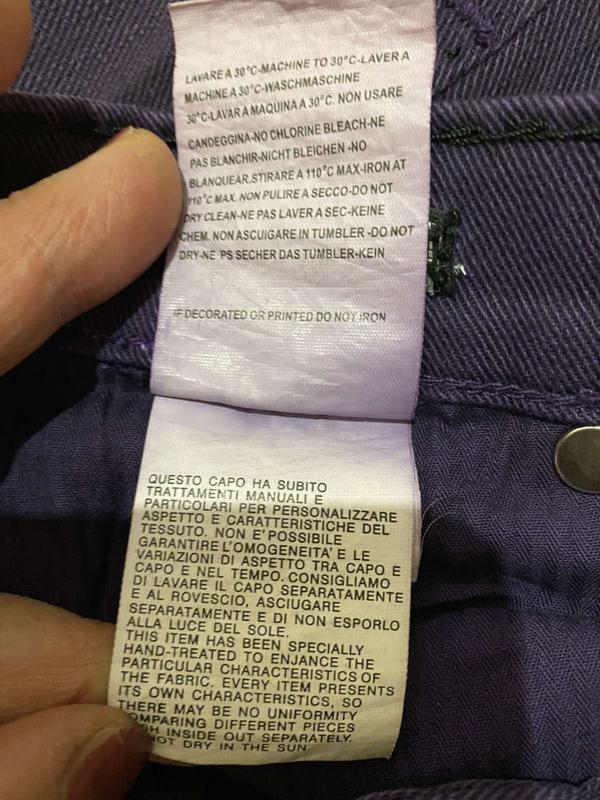 LAVARE A 30°C-MACHINE TO 30°C-LAVER A
MACHINE A 30°C-WASCHMASCHINE
30°C-LAVAR A MAQUINA A 30°C. NON USARE
CANDEGGINA-NO CHLORINE BLEACH-NE
PAS BLANCHIR-NICHT BLEICHEN -NO
BLANQUEAR.STIRARE A 110°C MAX-IRON AT
110°C MAX. NON PULIRE A SECCO-DO NOT
DRY CLEAN-NE PAS LAVER A SEC-KEINE
CHEM. NON ASCUIGARE IN TUMBLER -DO NOT
DRY-NE PS SECHER DAS TUMBLER-KEIN
IF DECORATED OR PRINTED DO NOT IRON
QUESTO CAPO HA SUBITO
TRATTAMENTI MANUALI E
PARTICOLARI PER PERSONALIZZARE
ASPETTO E CARATTERISTICHE DEL
TESSUTO. NON E' POSSIBILE
GARANTIRE L'OMOGENEITA' E LE
VARIAZIONI DI ASPETTO TRA CAPO E
CAPO E NEL TEMPO. CONSIGLIAMO
DI LAVARE IL CAPO SEPARATAMENTE
E AL ROVESCIO, ASCIUGARE
SEPARATAMENTE E DI NON ESPORLO
ALLA LUCE DEL SOLE.
THIS ITEM HAS BEEN SPECIALLY
HAND-TREATED TO ENJANCE THE
PARTICULAR CHARACTERISTICS OF
THE FABRIC. EVERY ITEM PRESENTS
ITS OWN CHARACTERISTICS, SO
THERE MAY BE NO UNIFORMITY
COMPARING DIFFERENT PIECES
INSIDE OUT SEPARATELY.
NOT DRY IN THE SUN.